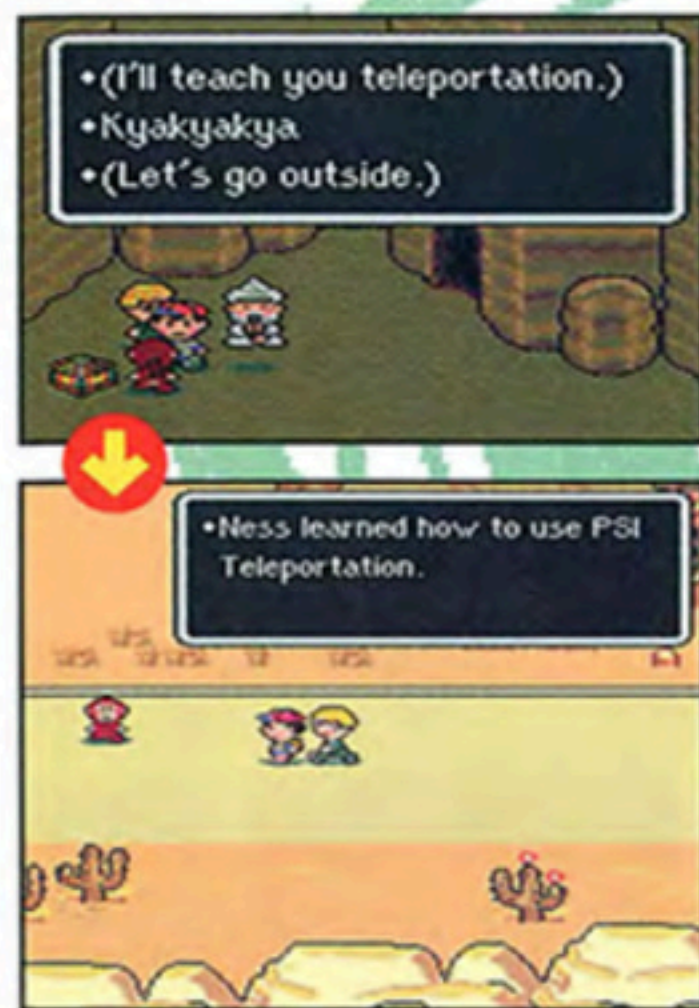 •(I'll teach you teleportation.)
•Kyakyakya
•(Let's go outside.)
•Ness learned how to use PSI
Teleportation.